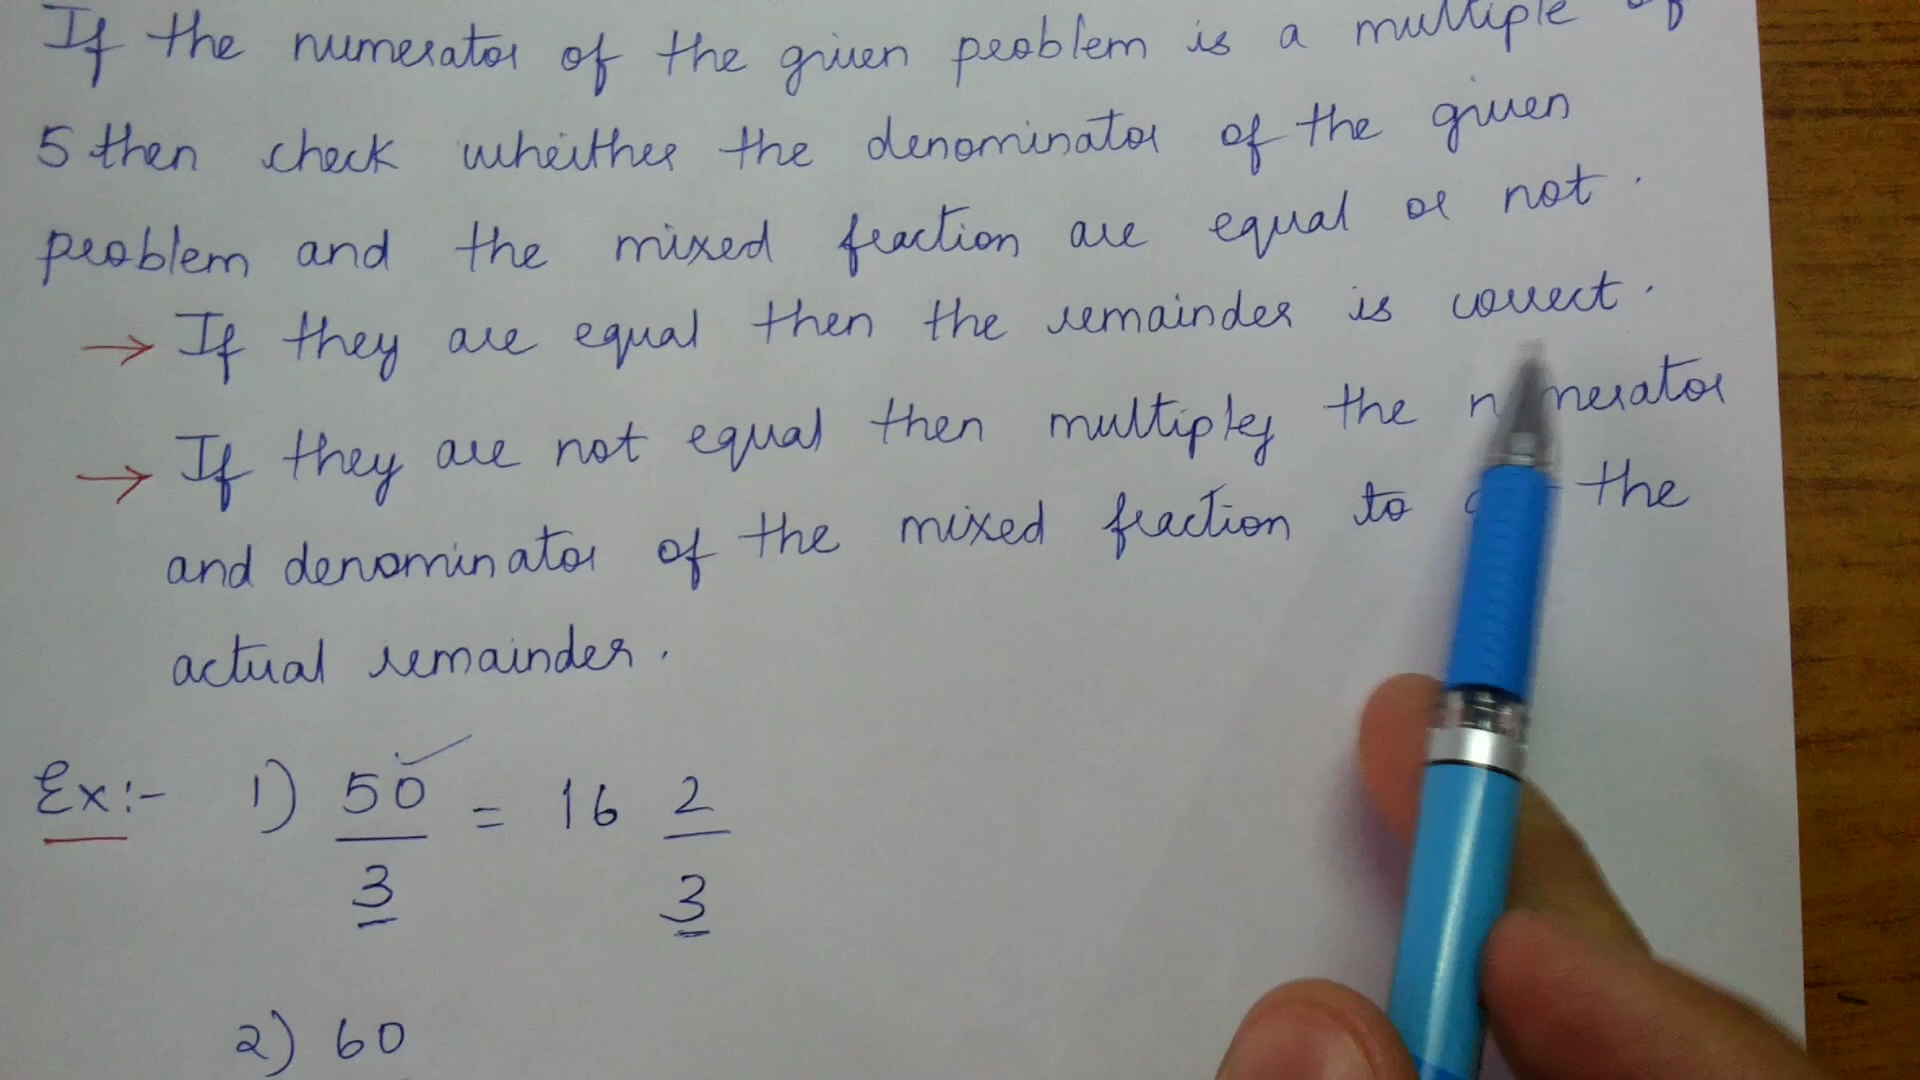 If the numerator of the given problem is a multiple of
5 then check wheither the denominator of the given
problem and the mixed fraction are equal or not.
→ If they are equal then the remainder is correct.
→ If they are not equal then multiply the numerator
and denominator of the mixed fraction to the
actual remainder.
Ex:- 1) 50/3 = 16 2/3
2) 60